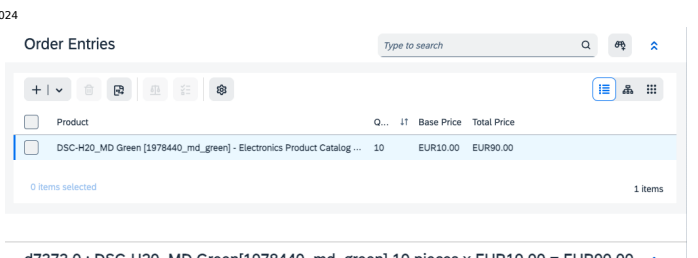 024
Order Entries
Type to search
Product Q... ↓↑ Base Price Total Price
DSC-H20_MD Green [1978440_md_green] - Electronics Product Catalog ... 10 EUR10.00 EUR90.00
0 items selected
1 items
d7373.0 : DSC-H20_MD Green[1978440_md_green] 10 pieces x EUR10.00 = EUR90.00